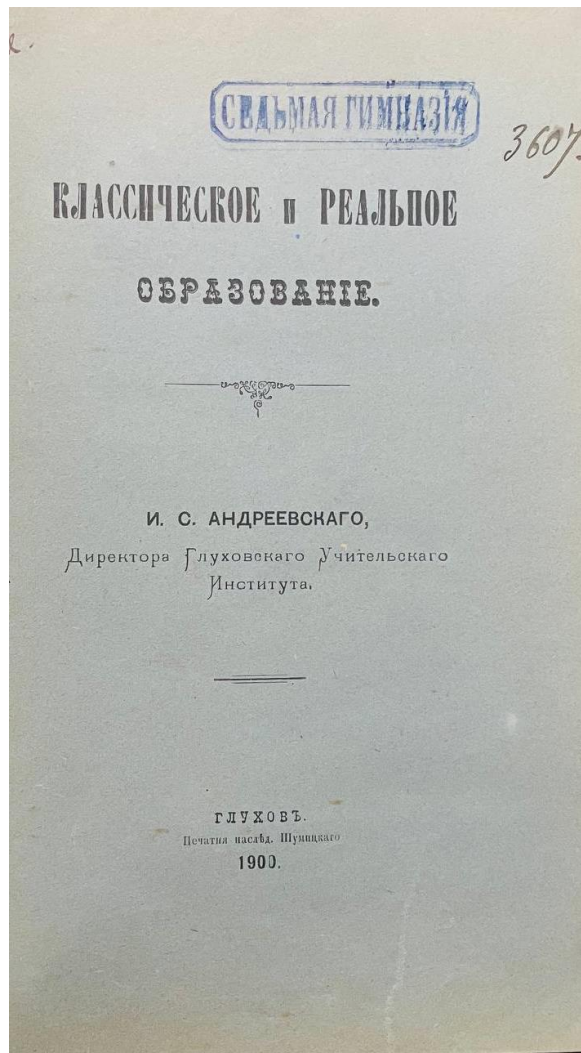 СЕДЬМАЯ ГИМНАЗІЯ
3607
КЛАССИЧЕСКОЕ и РЕАЛЬНОЕ
ОБРАЗОВАНІЕ.
И. С. АНДРЕЕВСКАГО,
Директора Глуховскаго Учительскаго
Института.
ГЛУХОВЪ.
Печатня наслѣд. Шумицкаго
1900.